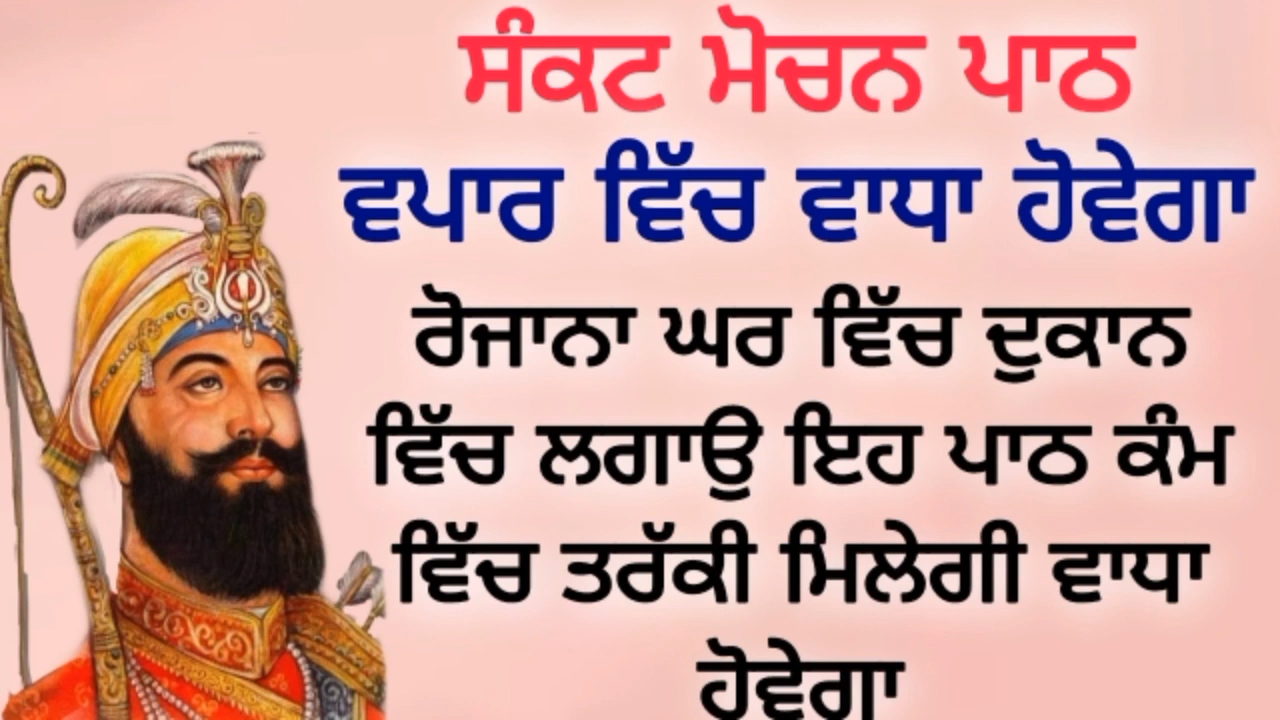 ਸੰਕਟ ਮੋਚਨ ਪਾਠ
ਵਪਾਰ ਵਿੱਚ ਵਾਧਾ ਹੋਵੇਗਾ
ਰੋਜਾਨਾ ਘਰ ਵਿੱਚ ਦੁਕਾਨ
ਵਿੱਚ ਲਗਾਉ ਇਹ ਪਾਠ ਕੰਮ
ਵਿੱਚ ਤਰੱਕੀ ਮਿਲੇਗੀ ਵਾਧਾ
ਹੋਵੇਗਾ